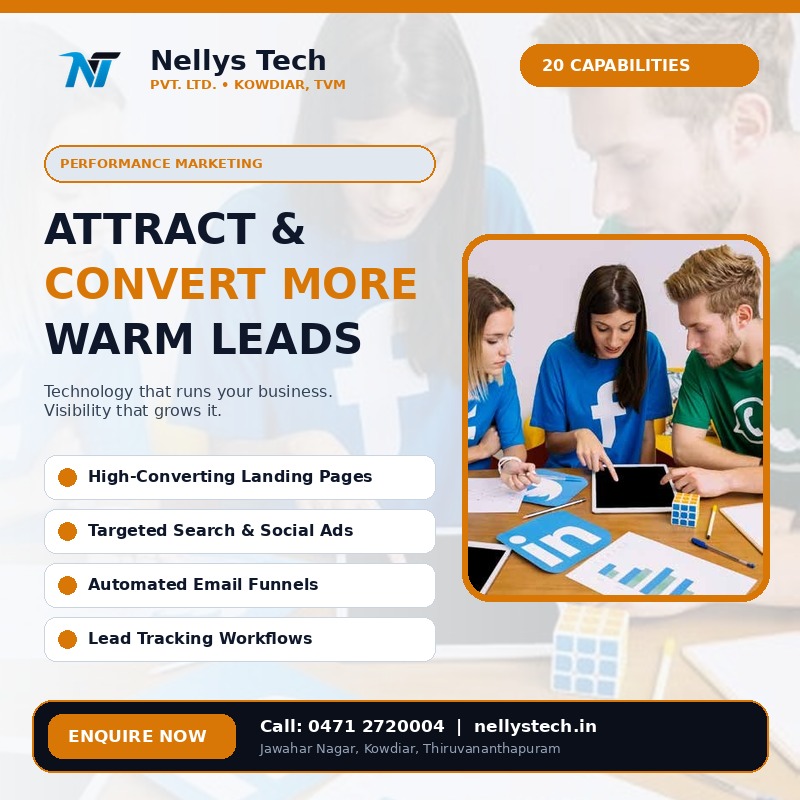 NT
Nellys Tech
PVT. LTD. • KOWDIAR, TVM
20 CAPABILITIES
PERFORMANCE MARKETING
ATTRACT &
CONVERT MORE
WARM LEADS
Technology that runs your business.
Visibility that grows it.
High-Converting Landing Pages
Targeted Search & Social Ads
Automated Email Funnels
Lead Tracking Workflows
f
in
ENQUIRE NOW
Call: 0471 2720004 | nellystech.in
Jawahar Nagar, Kowdiar, Thiruvananthapuram